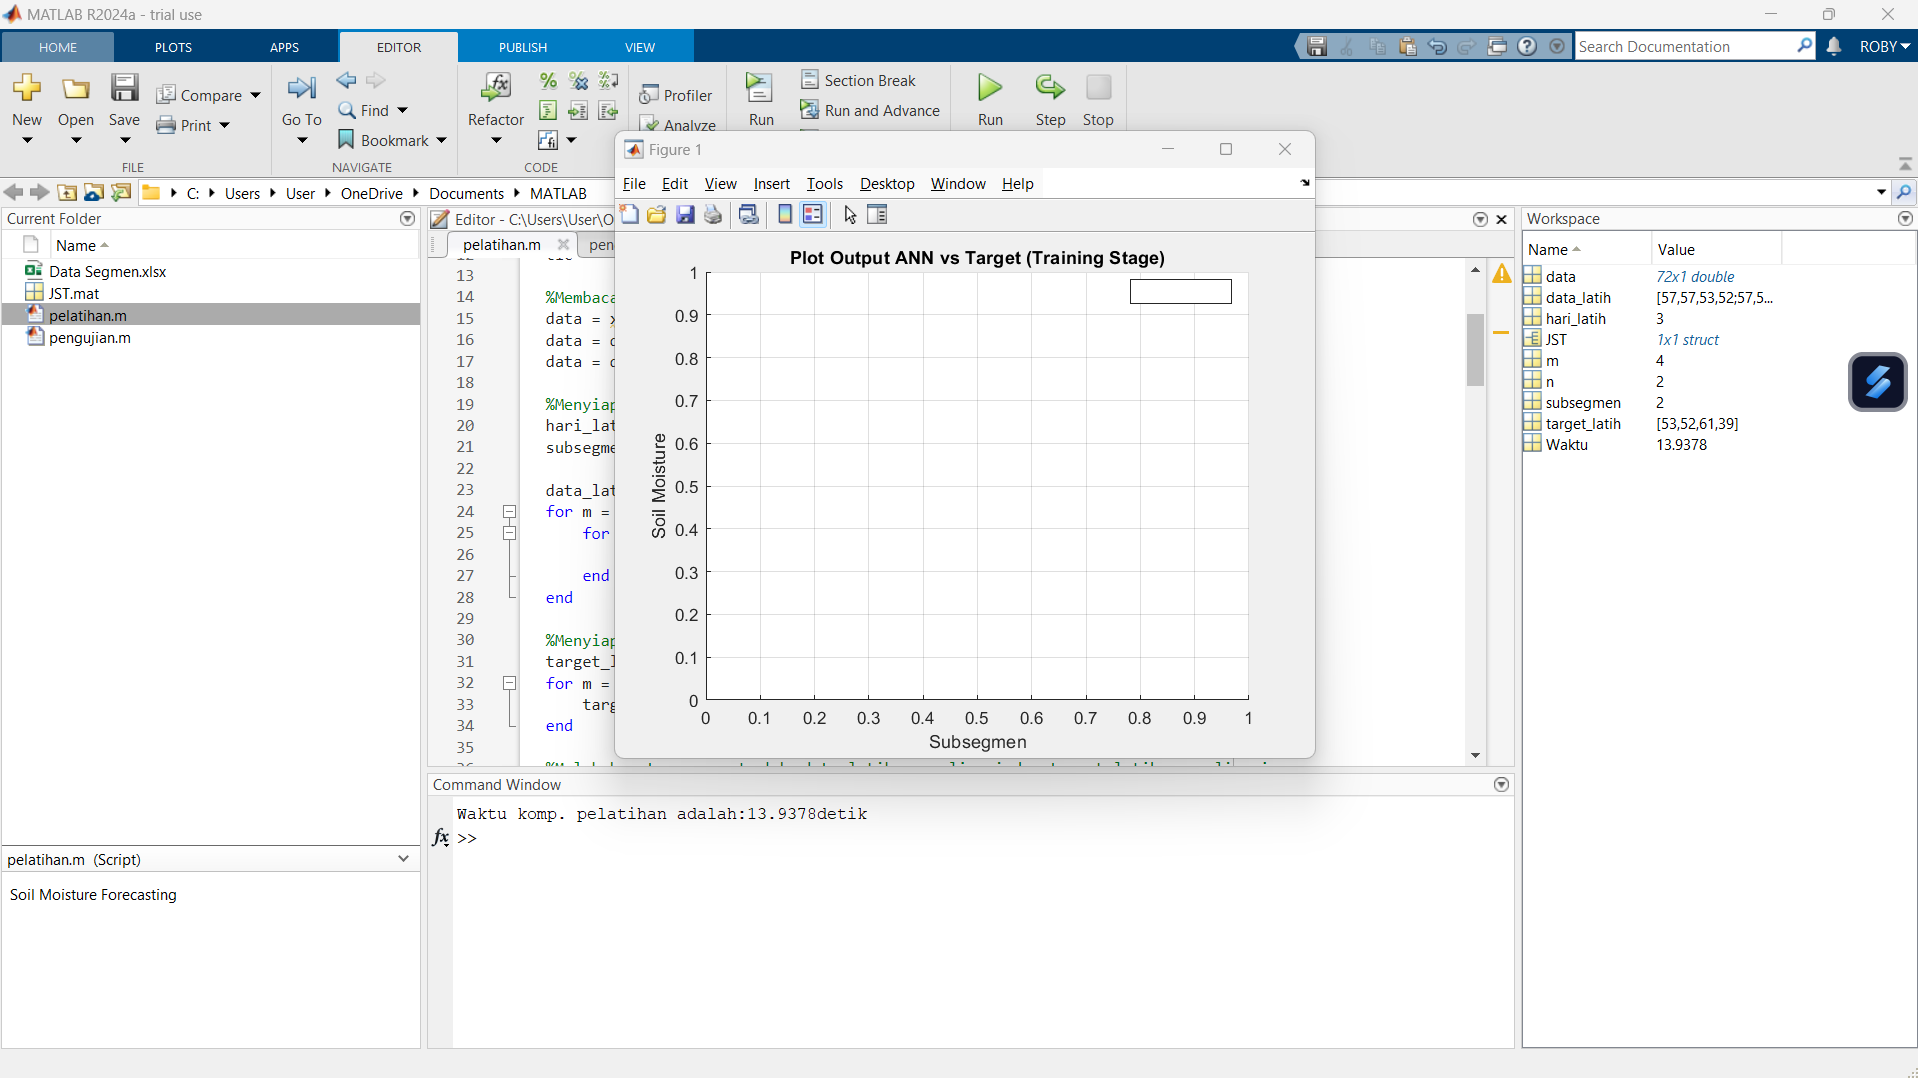 MATLAB R2024a - trial use
HOME PLOTS APPS EDITOR PUBLISH VIEW
Search Documentation
ROBY
New Open Save Compare Print
FILE
Go To Find Bookmark
NAVIGATE
Refactor
CODE
Profiler
Analyze
Run Section Break
Run and Advance
Run Step Stop
C: Users User OneDrive Documents MATLAB
Current Folder
Name
Data Segmen.xlsx
JST.mat
pelatihan.m
pengujian.m
pelatihan.m (Script)
Soil Moisture Forecasting
Editor - C:\Users\User\O
pelatihan.m pen
13
14 %Membaca
15 data =
16 data =
17 data =
18
19 %Menyiap
20 hari_lat
21 subsegme
22
23 data_lat
24 for m =
25 for
26
27 end
28 end
29
30 %Menyiap
31 target_l
32 for m =
33 targ
34 end
35
Figure 1
File Edit View Insert Tools Desktop Window Help
Plot Output ANN vs Target (Training Stage)
Soil Moisture
1
0.9
0.8
0.7
0.6
0.5
0.4
0.3
0.2
0.1
0
0 0.1 0.2 0.3 0.4 0.5 0.6 0.7 0.8 0.9 1
Subsegmen
Command Window
Waktu komp. pelatihan adalah:13.9378detik
fx >>
Workspace
Name Value
data 72x1 double
data_latih [57,57,53,52;57,5...
hari_latih 3
JST 1x1 struct
m 4
n 2
subsegmen 2
target_latih [53,52,61,39]
Waktu 13.9378